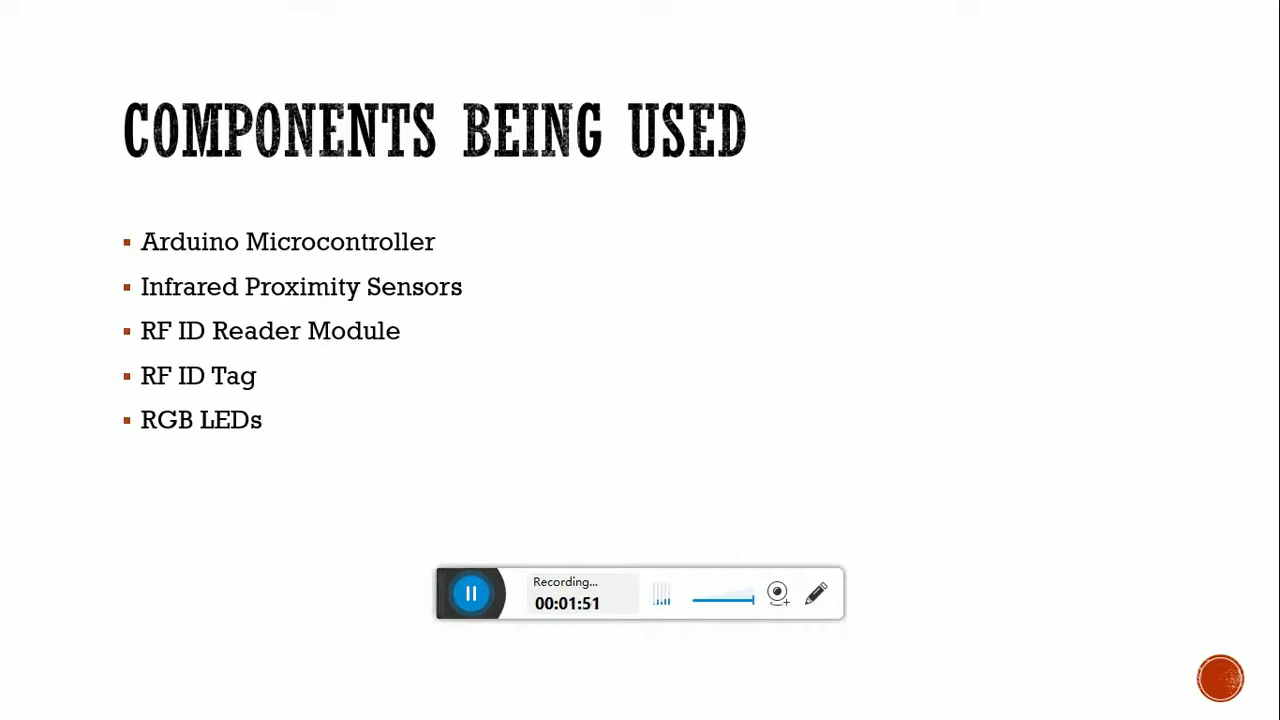 COMPONENTS BEING USED
Arduino Microcontroller
Infrared Proximity Sensors
RF ID Reader Module
RF ID Tag
RGB LEDs
Recording...
00:01:51